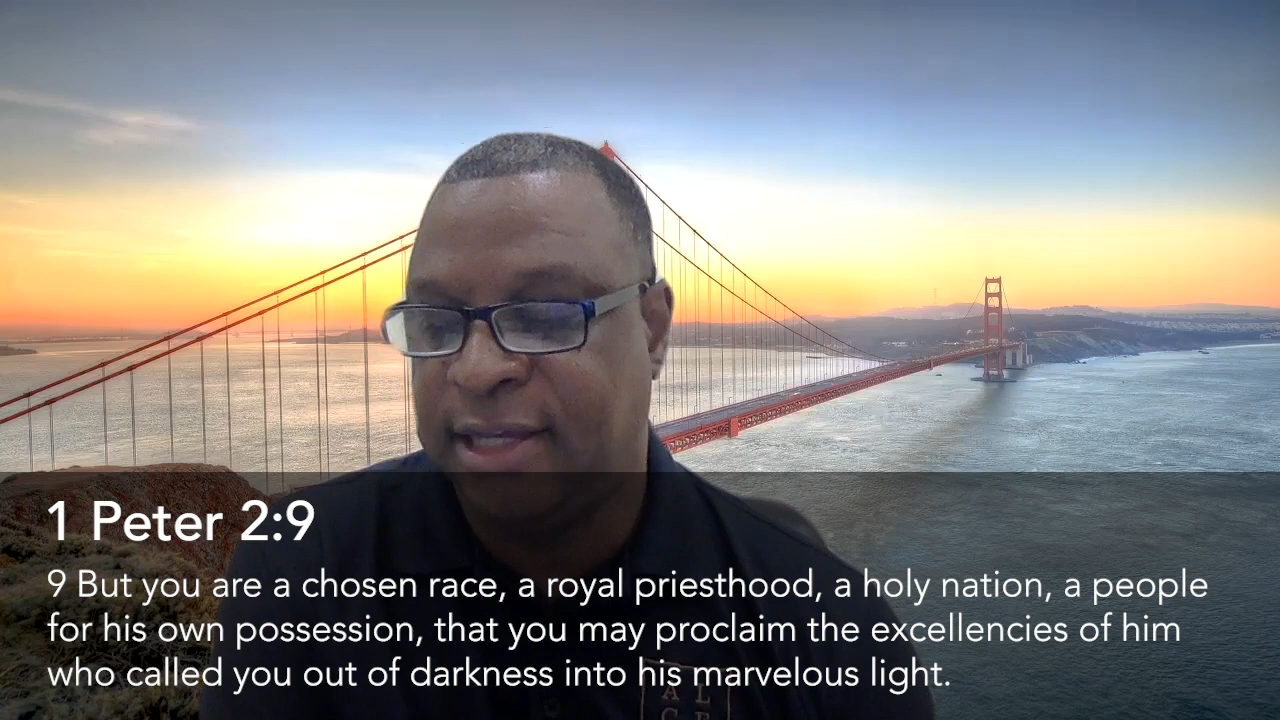 1 Peter 2:9
9 But you are a chosen race, a royal priesthood, a holy nation, a people
for his own possession, that you may proclaim the excellencies of him
who called you out of darkness into his marvelous light.
A L
C F